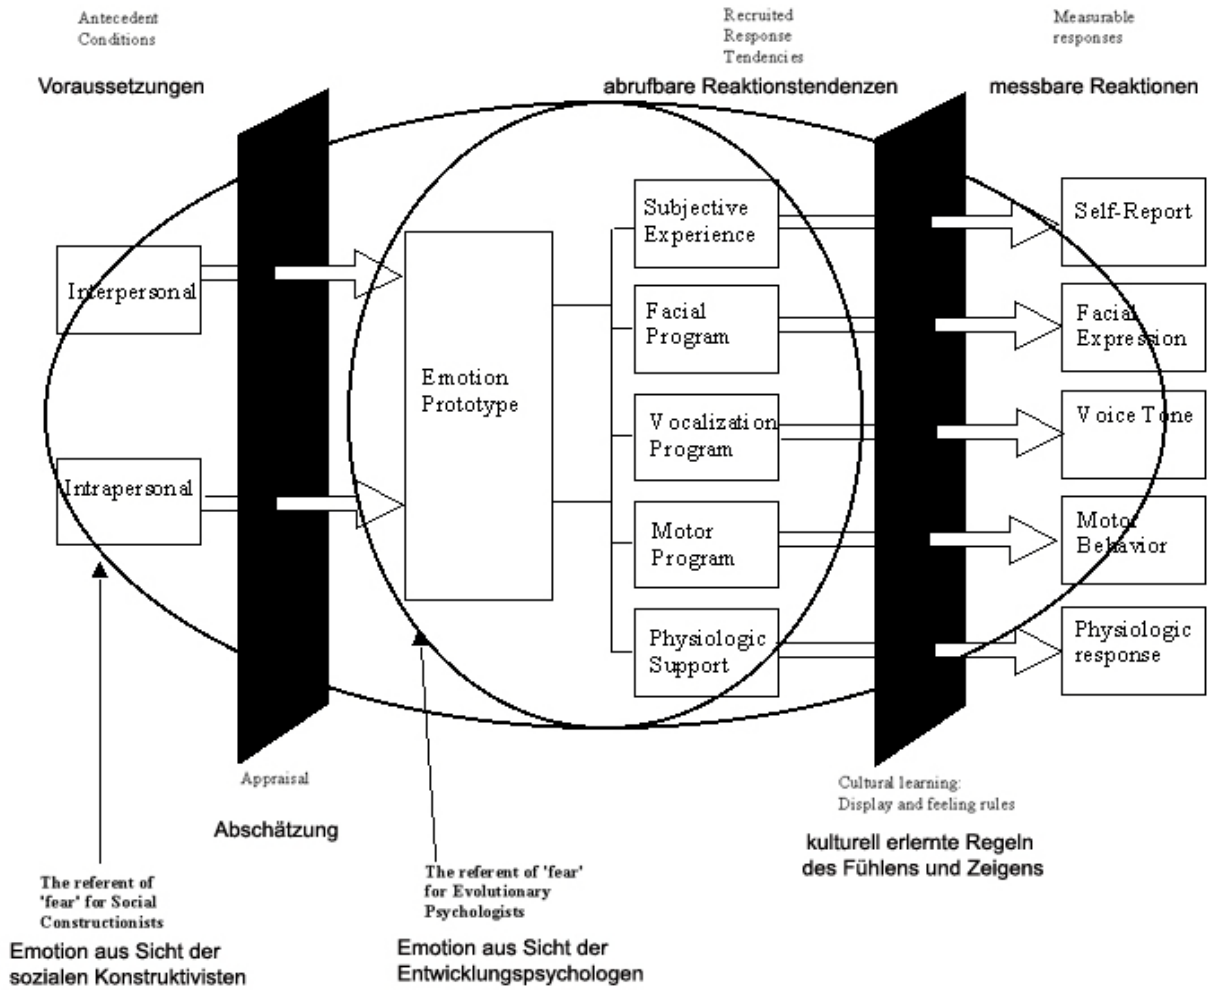 Antecedent
Conditions
Voraussetzungen
Recruited
Response
Tendencies
abrufbare Reaktionstendenzen
Measurable
responses
messbare Reaktionen
Interpersonal
Intrapersonal
Emotion
Prototype
Subjective
Experience
Facial
Program
Vocalization
Program
Motor
Program
Physiologic
Support
Self-Report
Facial
Expression
Voice Tone
Motor
Behavior
Physiologic
response
Appraisal
Abschätzung
Cultural learning:
Display and feeling rules
kulturell erlernte Regeln
des Fühlens und Zeigens
The referent of
'fear' for Social
Constructionists
Emotion aus Sicht der
sozialen Konstruktivisten
The referent of 'fear'
for Evolutionary
Psychologists
Emotion aus Sicht der
Entwicklungspsychologen